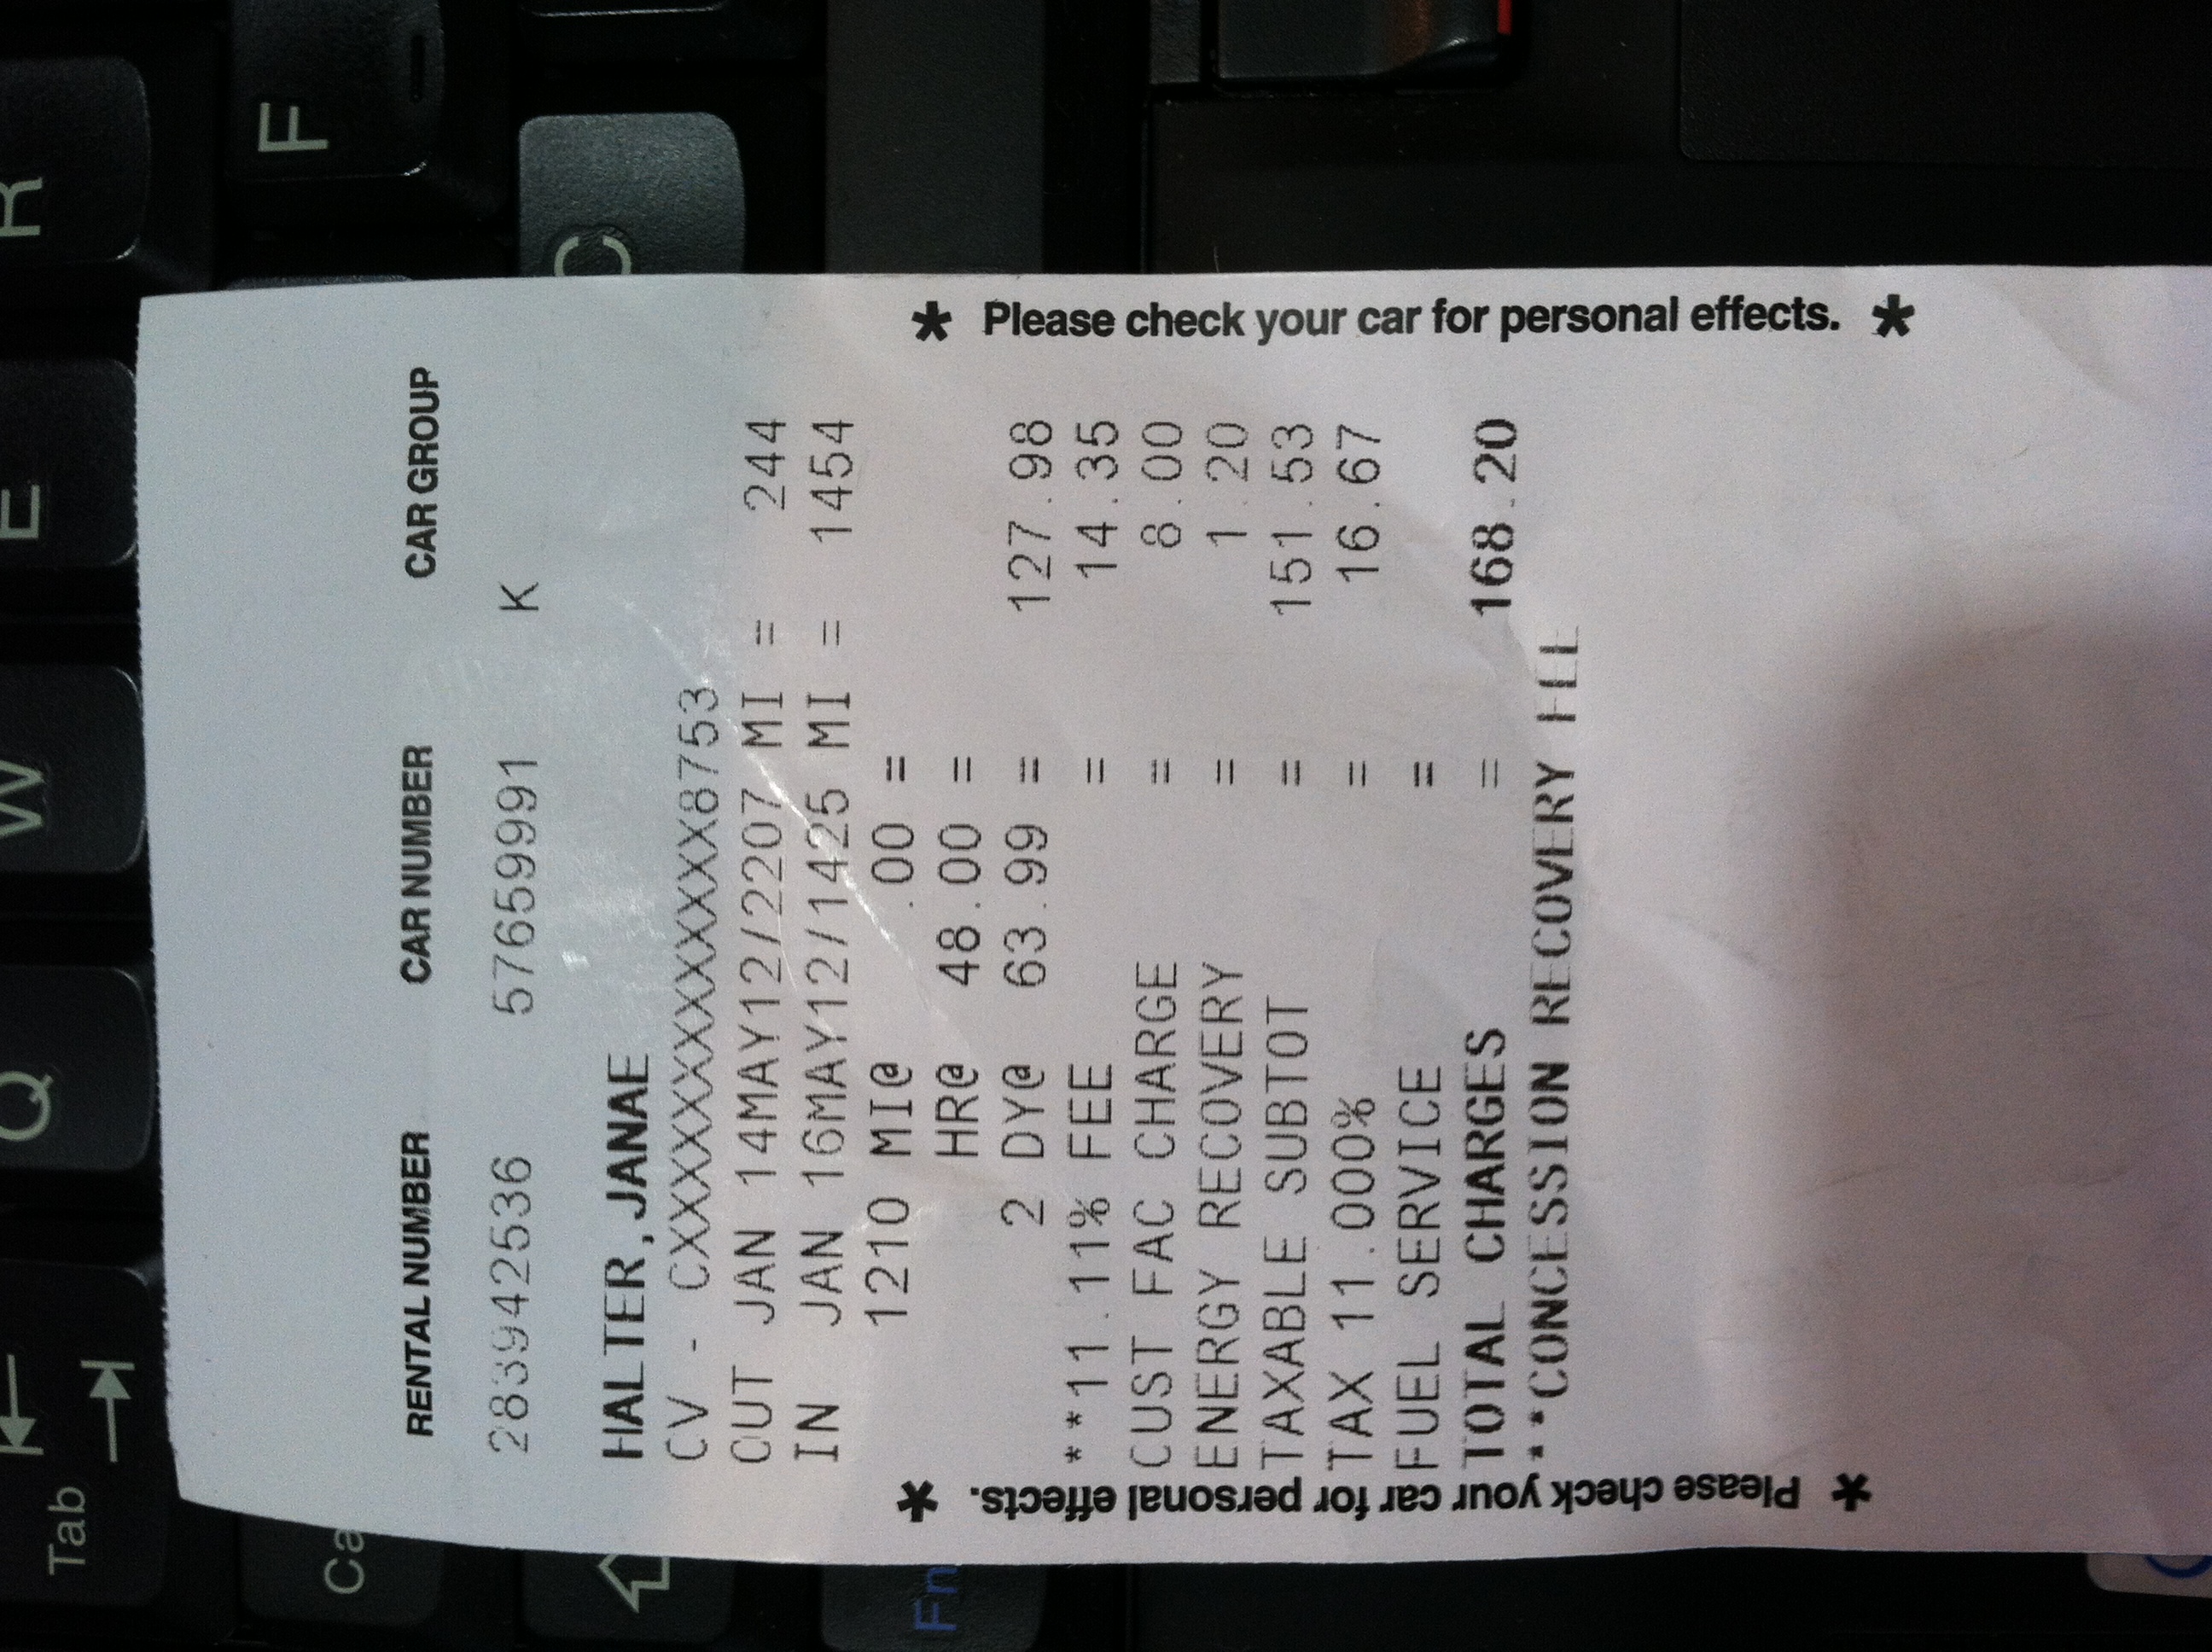 Tab
Q W E R
Ca
F
C
Fn
RENTAL NUMBER CAR NUMBER CAR GROUP
283942536 57659991 K
HALTER,JANAE
CV - CXXXXXXXXXXXXX8753
OUT JAN 14MAY12/2207 MI = 244
IN JAN 16MAY12/1425 MI = 1454
1210 MI@ .00 =
HR@ 48.00 =
2 DY@ 63.99 = 127.98
**11.11% FEE = 14.35
CUST FAC CHARGE = 8.00
ENERGY RECOVERY = 1.20
TAXABLE SUBTOT = 151.53
TAX 11.000% = 16.67
FUEL SERVICE =
TOTAL CHARGES = 168.20
**CONCESSION RECOVERY FEE
* Please check your car for personal effects. *
* Please check your car for personal effects. *